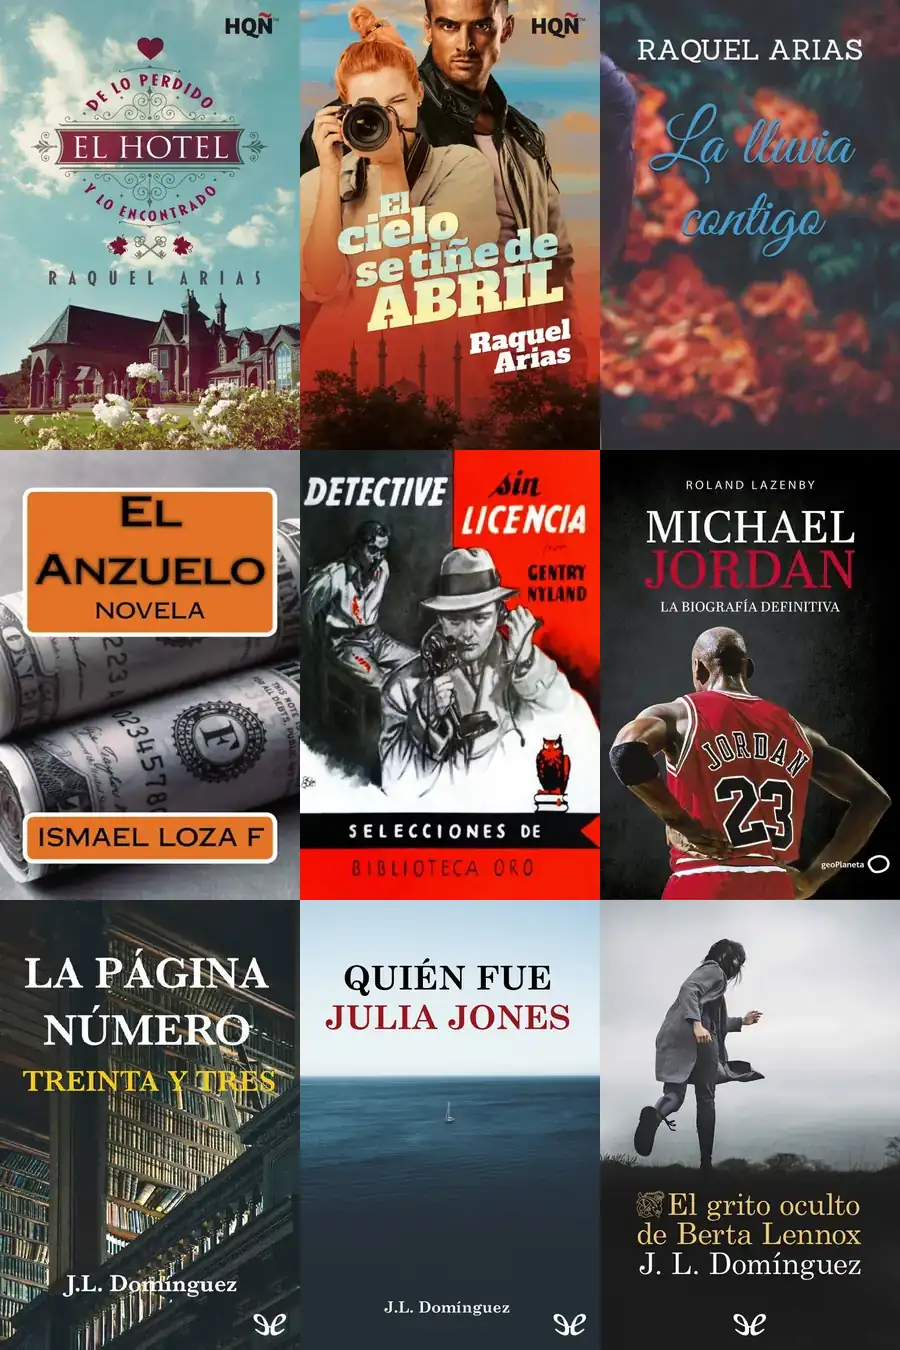 HQÑ
DE LO PERDIDO
EL HOTEL
Y LO ENCONTRADO
RAQUEL ARIAS
HQÑ
El
cielo
se tiñe de
ABRIL
Raquel
Arias
RAQUEL ARIAS
La lluvia
contigo
EL
ANZUELO
NOVELA
ISMAEL LOZA F
DETECTIVE
sin
LICENCIA
GENTRY
NYLAND
SELECCIONES DE
BIBLIOTECA ORO
ROLAND LAZENBY
MICHAEL
JORDAN
LA BIOGRAFÍA DEFINITIVA
JORDAN
23
geoPlaneta
LA PÁGINA
NÚMERO
TREINTA Y TRES
J.L. Domínguez
QUIÉN FUE
JULIA JONES
J.L. Domínguez
El grito oculto
de Berta Lennox
J. L. Domínguez